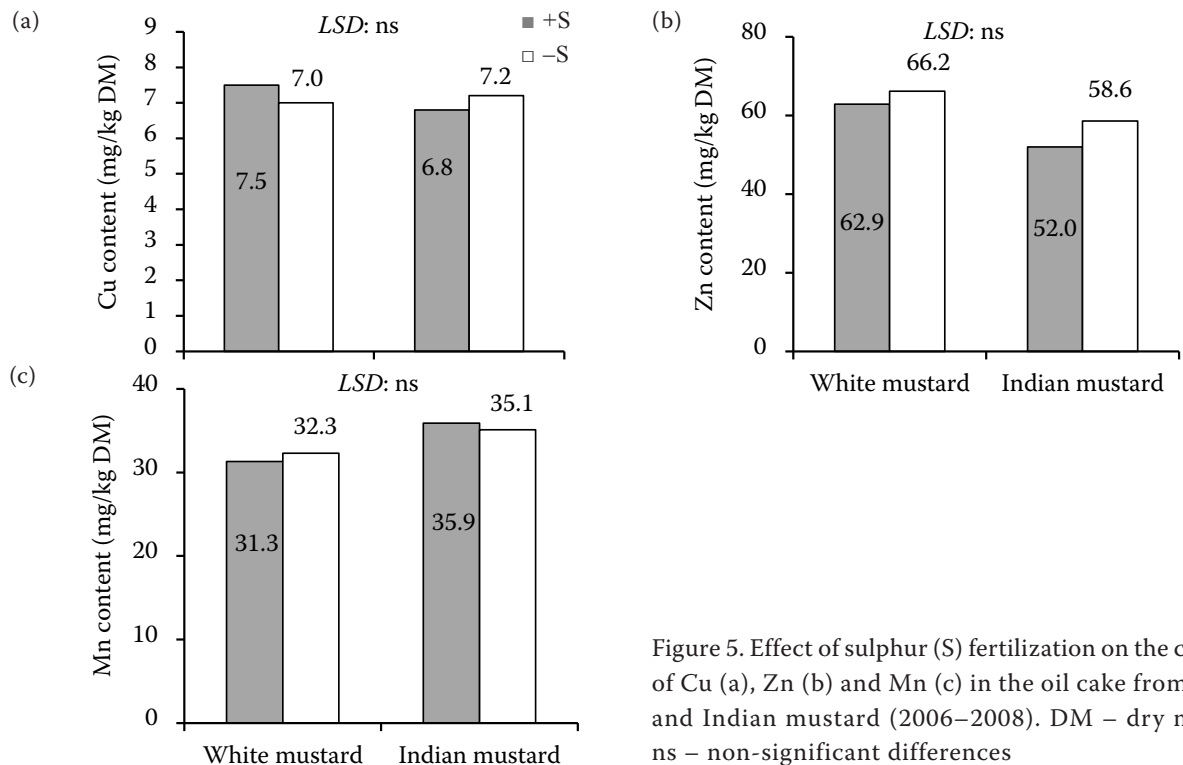 (a)
Cu content (mg/kg DM)
9
8
7
6
5
4
3
2
1
0
LSD: ns
+S
–S
7.5
7.0
6.8
7.2
(b)
Zn content (mg/kg DM)
80
60
40
20
0
LSD: ns
62.9
66.2
52.0
58.6
White mustard Indian mustard
(c)
Mn content (mg/kg DM)
40
30
20
10
0
LSD: ns
31.3
32.3
35.9
35.1
White mustard Indian mustard
Figure 5. Effect of sulphur (S) fertilization on the
of Cu (a), Zn (b) and Mn (c) in the oil cake from
and Indian mustard (2006–2008). DM – dry
ns – non-significant differences